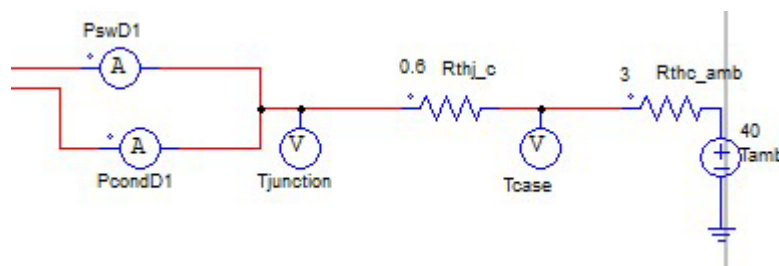 PswD1
A
0.6 Rthj_c
3 Rthc_amb
40
A
V
V
Tamb
PcondD1
Tjunction
Tcase